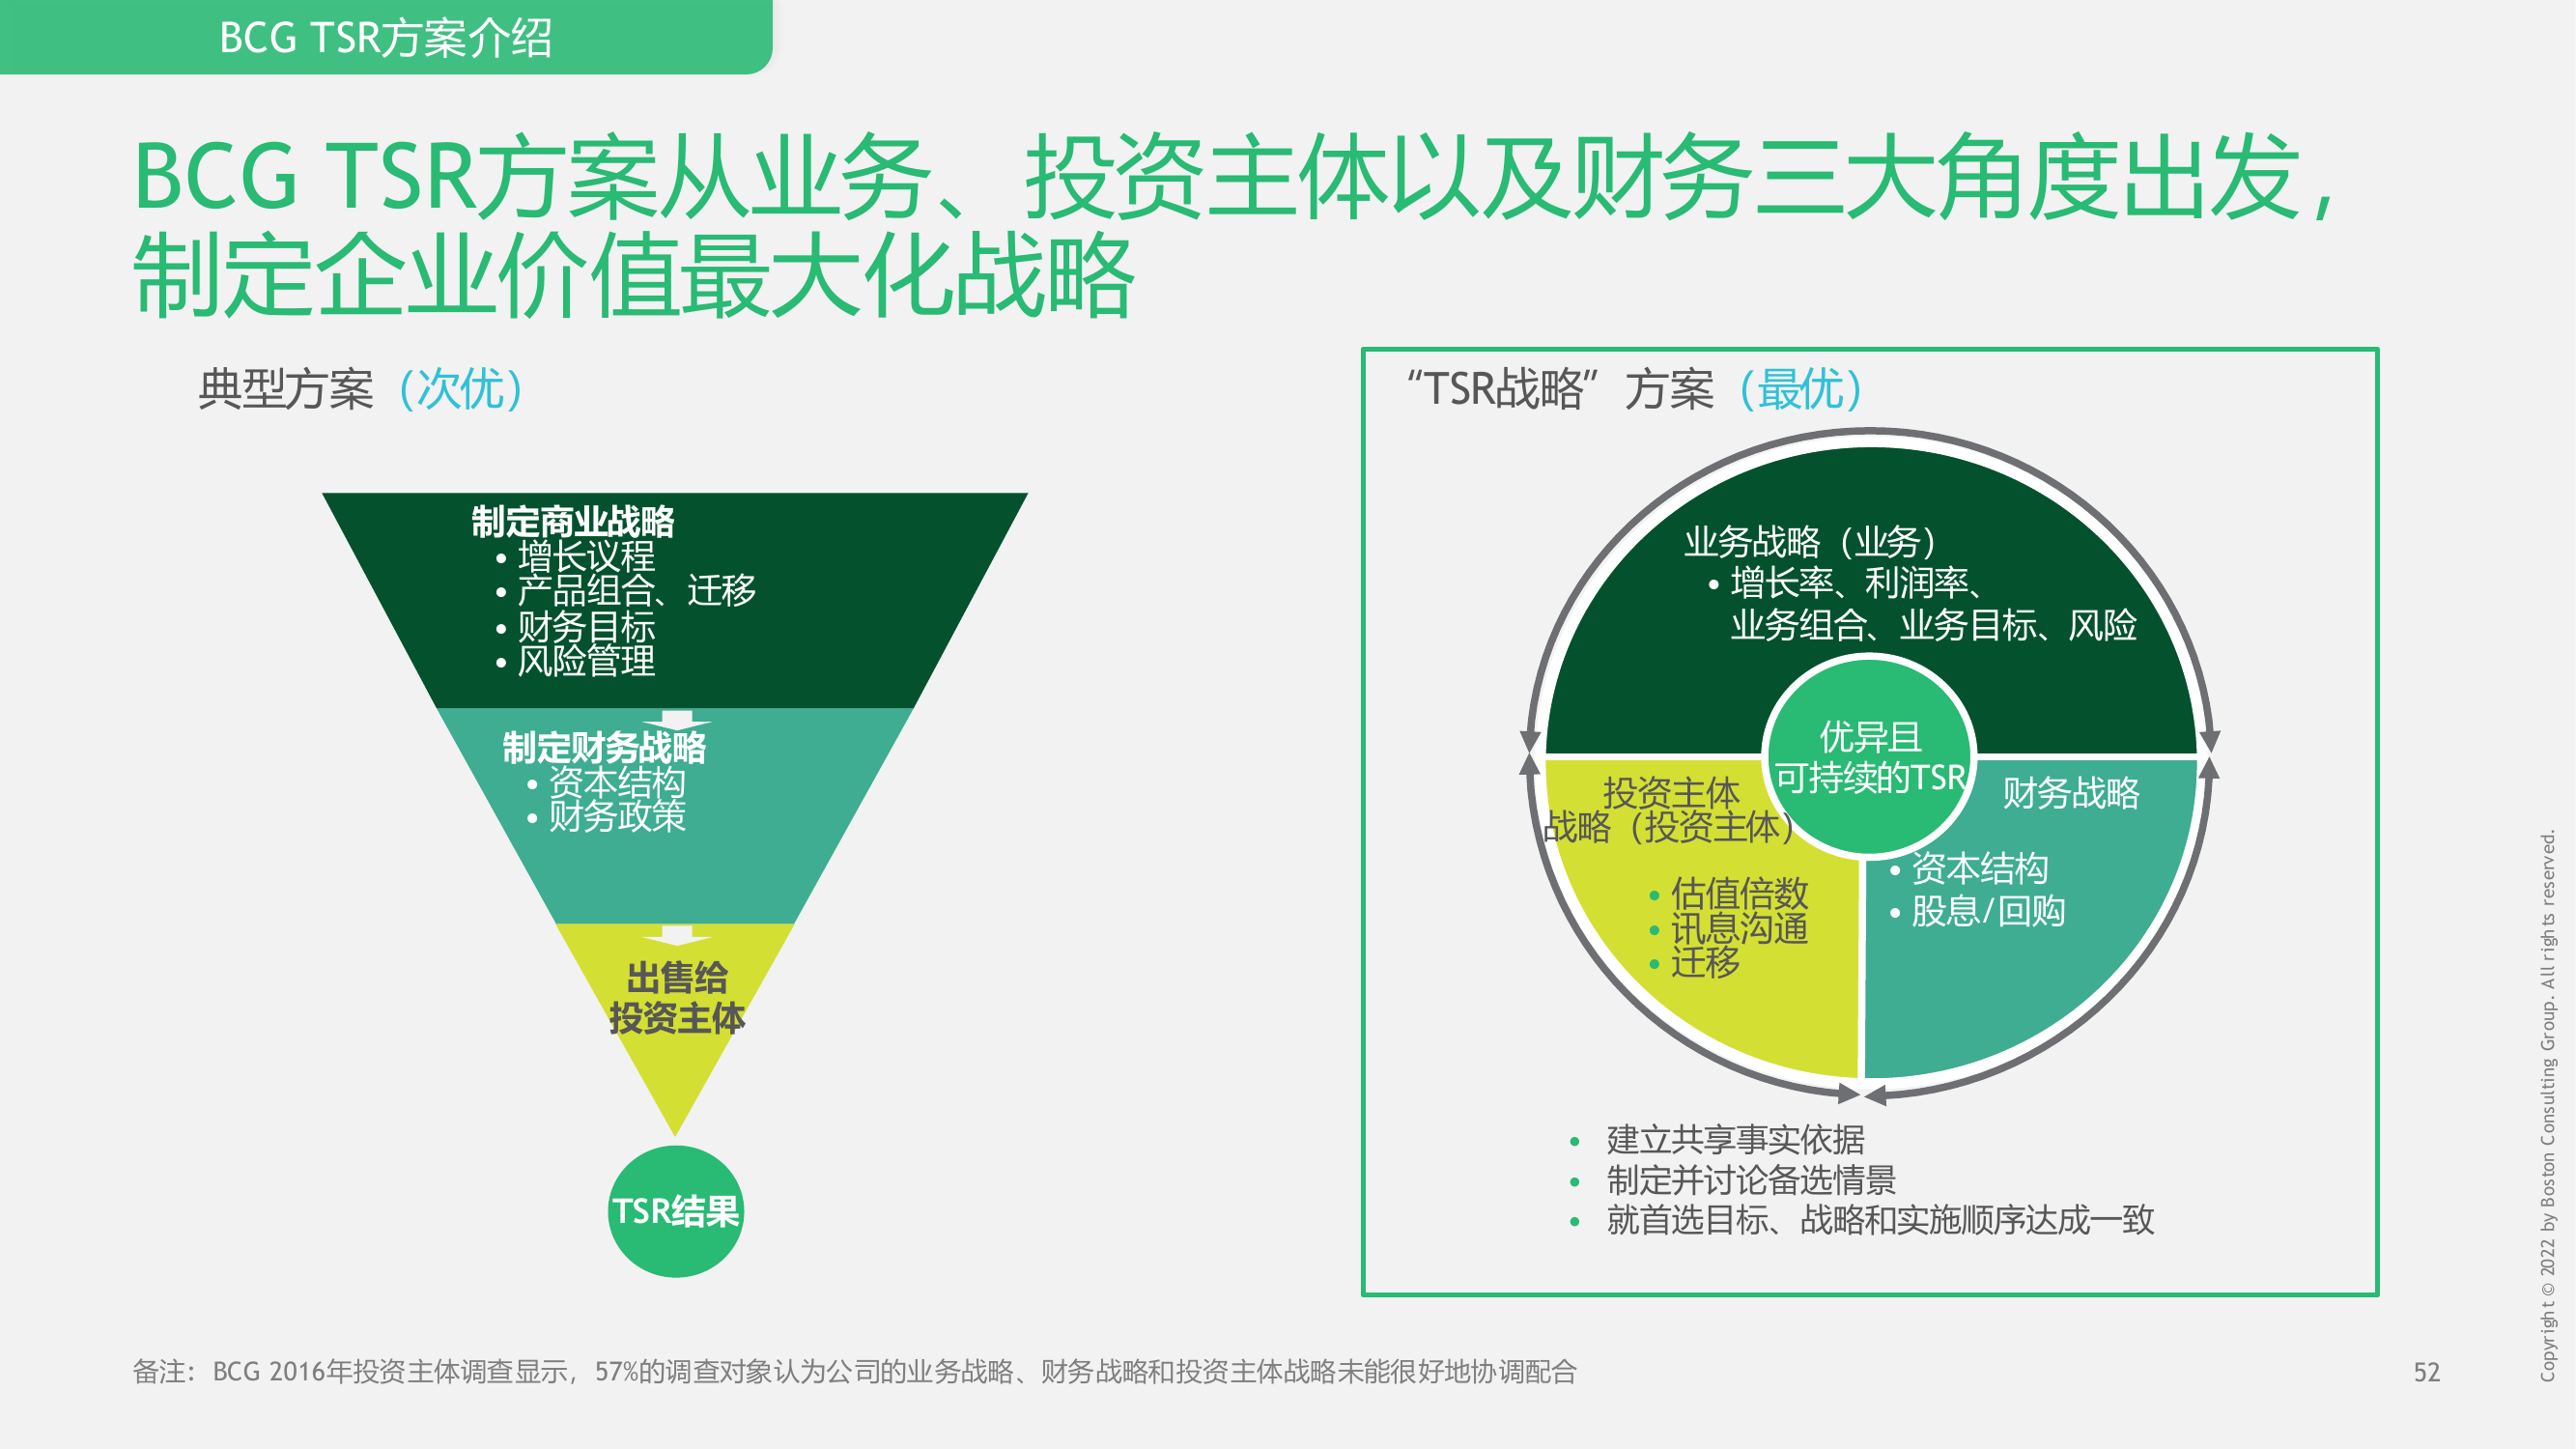 BCG TSR方案介绍
BCG TSR方案从业务、投资主体以及财务三大角度出发,
制定企业价值最大化战略
典型方案（次优）
制定商业战略
• 增长议程
• 产品组合、迁移
• 财务目标
• 风险管理
制定财务战略
• 资本结构
• 财务政策
出售给
投资主体
TSR结果
“TSR战略”方案（最优）
业务战略（业务）
• 增长率、利润率、
业务组合、业务目标、风险
优异且
可持续的TSR
投资主体
战略（投资主体）
• 估值倍数
• 讯息沟通
• 迁移
财务战略
• 资本结构
• 股息/回购
• 建立共享事实依据
• 制定并讨论备选情景
• 就首选目标、战略和实施顺序达成一致
备注：BCG 2016年投资主体调查显示, 57%的调查对象认为公司的业务战略、财务战略和投资主体战略未能很好地协调配合
52
Copyright © 2022 by Boston Consulting Group. All rights reserved.